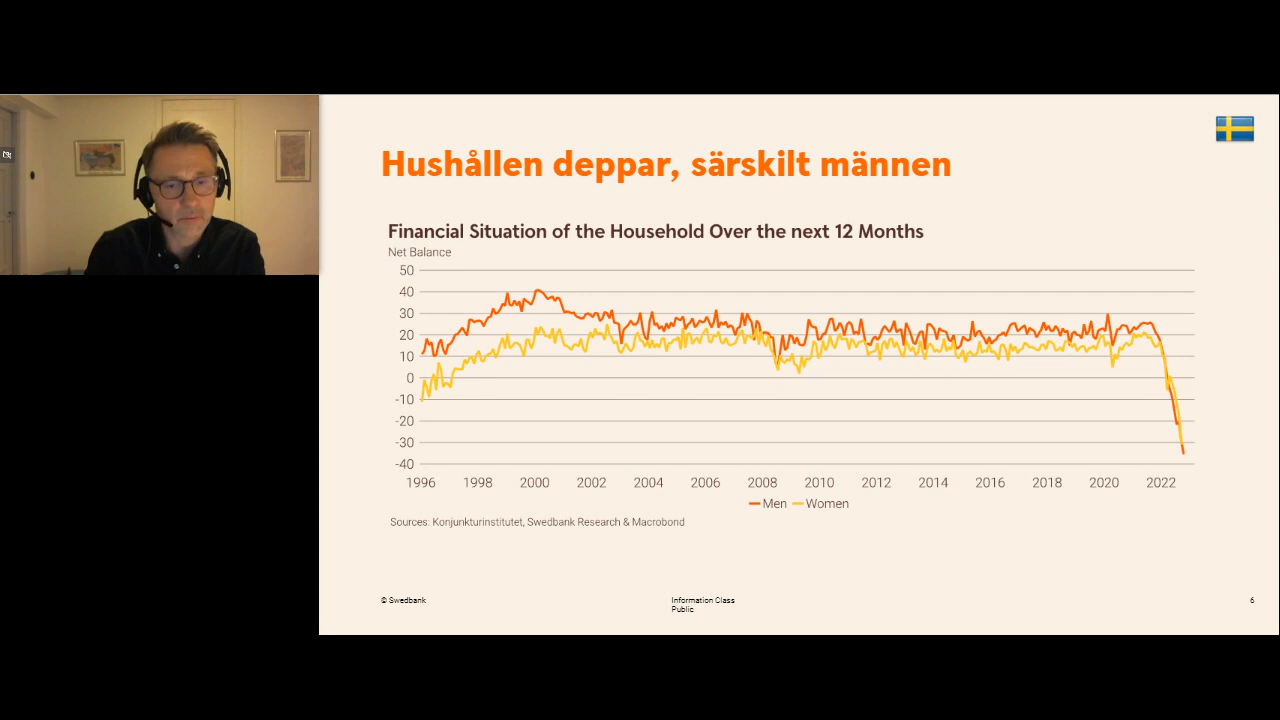 Hushållen deppar, särskilt männen
Financial Situation of the Household Over the next 12 Months
Net Balance
50
40
30
20
10
0
-10
-20
-30
-40
1996 1998 2000 2002 2004 2006 2008 2010 2012 2014 2016 2018 2020 2022
Men Women
Sources: Konjunkturinstitutet, Swedbank Research & Macrobond
© Swedbank
Information Class
Public
6